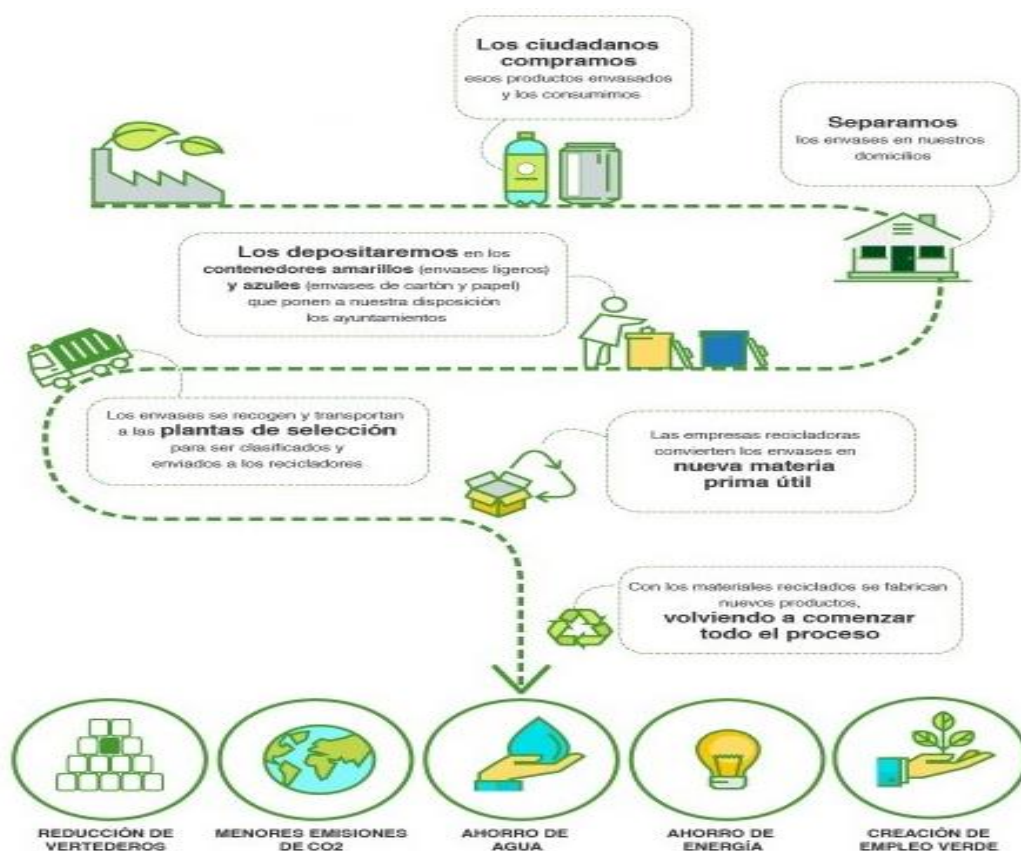 Los ciudadanos
compramos
esos productos envasados
y los consumimos
Separamos
los envases en nuestros
domicilios
Los depositaremos en los
contenedores amarillos (envases ligeros)
y azules (envases de cartón y papel)
que ponen a nuestra disposición
los ayuntamientos
Los envases se recogen y transportan
a las plantas de selección
para ser clasificados y
enviados a los recicladores
Las empresas recicladoras
convierten los envases en
nueva materia
prima útil
Con los materiales reciclados se fabrican
nuevos productos,
volviendo a comenzar
todo el proceso
REDUCCIÓN DE
VERTEDEROS
MENORES EMISIONES
DE CO2
AHORRO DE
AGUA
AHORRO DE
ENERGÍA
CREACIÓN DE
EMPLEO VERDE